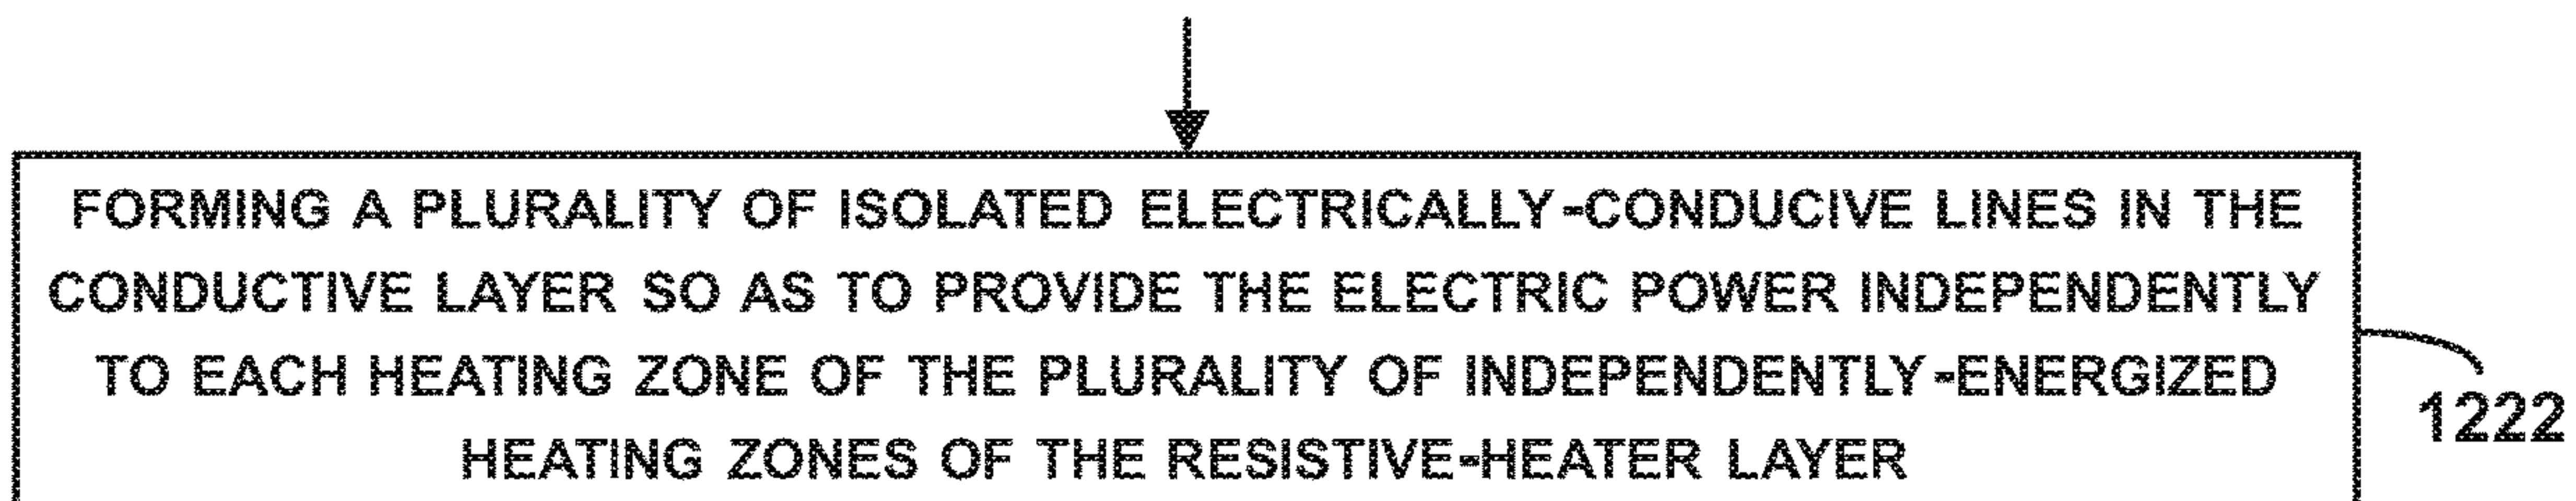 FORMING A PLURALITY OF ISOLATED ELECTRICALLY-CONDUCIVE LINES IN THE
CONDUCTIVE LAYER SO AS TO PROVIDE THE ELECTRIC POWER INDEPENDENTLY
TO EACH HEATING ZONE OF THE PLURALITY OF INDEPENDENTLY-ENERGIZED
HEATING ZONES OF THE RESISTIVE-HEATER LAYER
1222